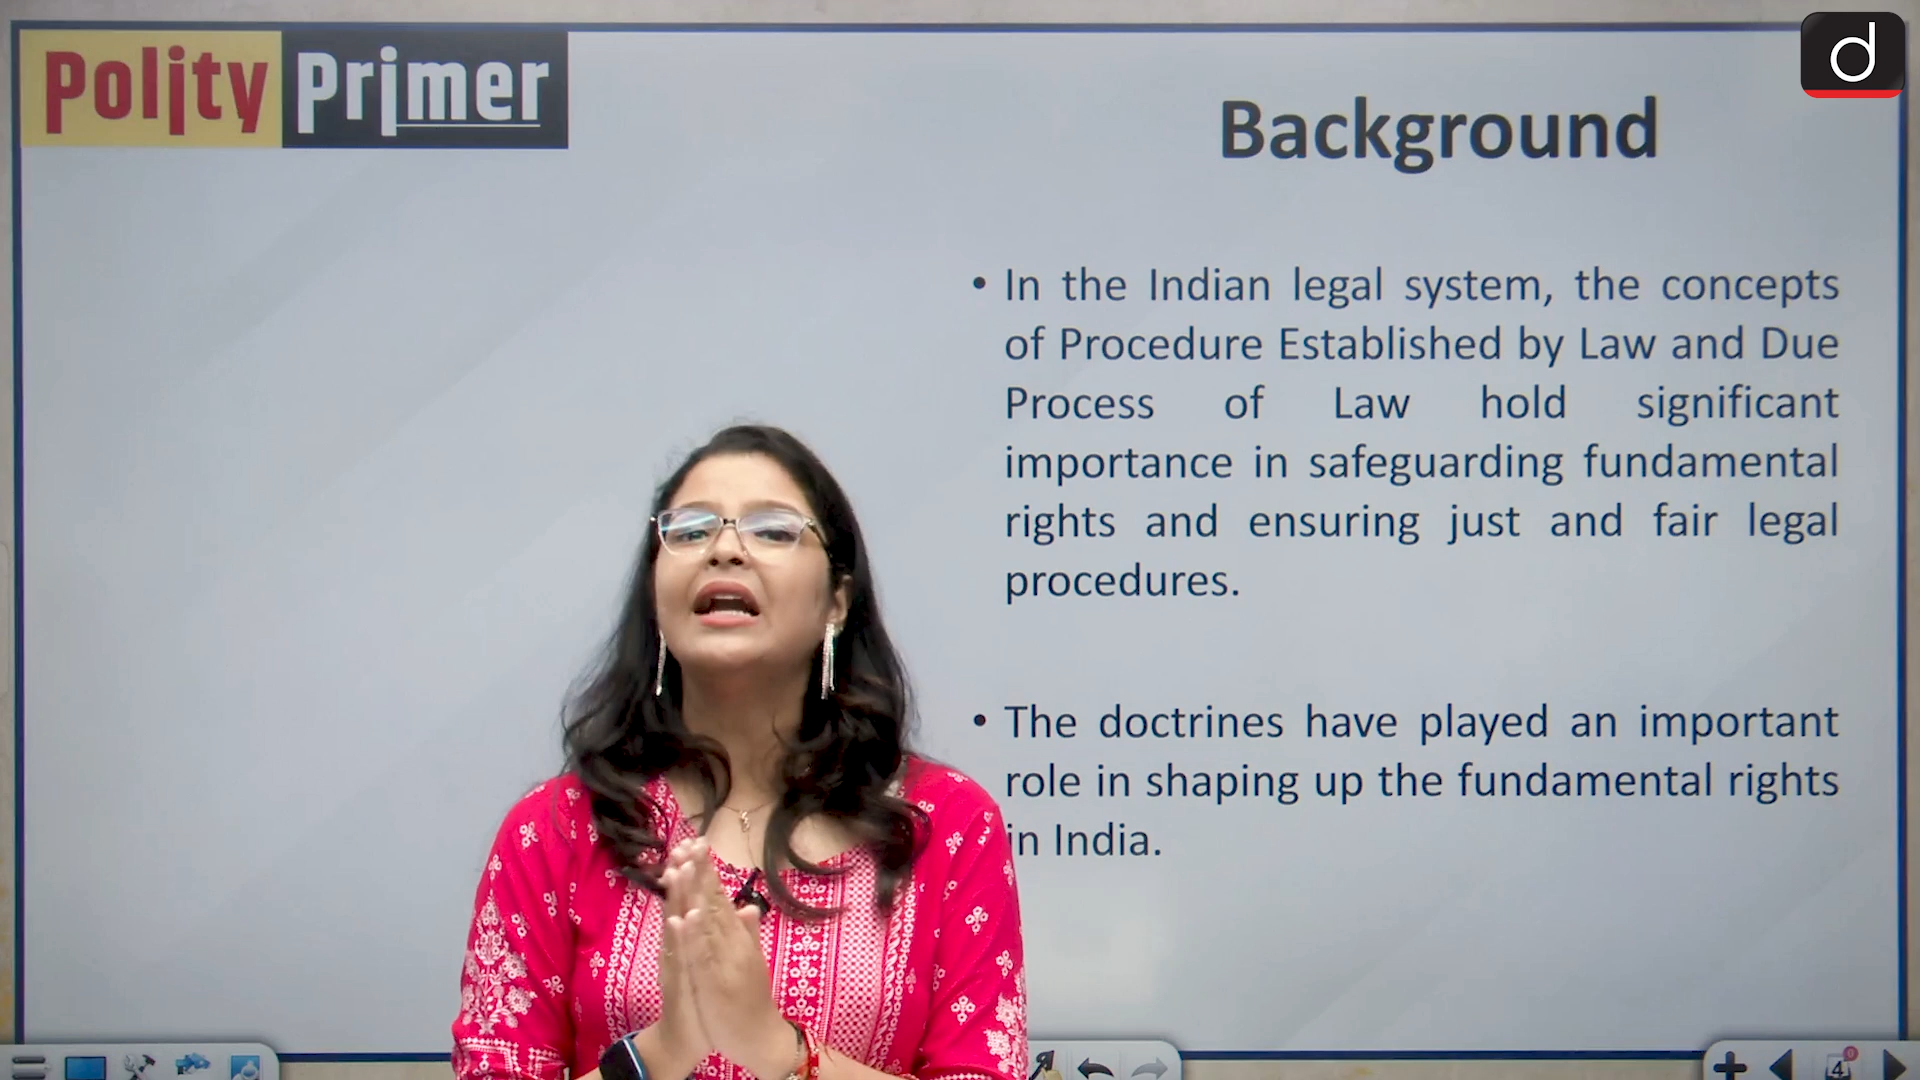 Polity Primer
d
Background
• In the Indian legal system, the concepts
of Procedure Established by Law and Due
Process of Law hold significant
importance in safeguarding fundamental
rights and ensuring just and fair legal
procedures.
• The doctrines have played an important
role in shaping up the fundamental rights
in India.
4
0